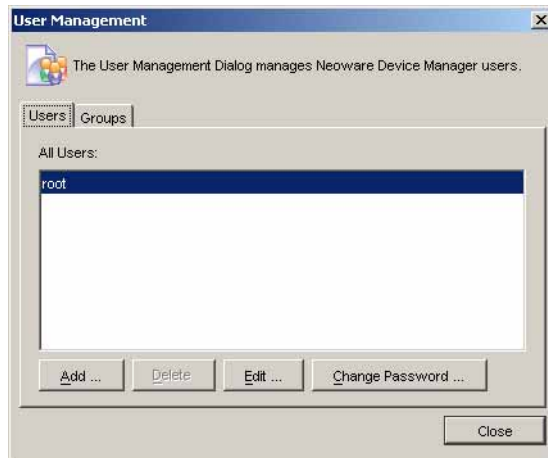 User Management
The User Management Dialog manages Neoware Device Manager users.
Users Groups
All Users:
root
Add ... Delete Edit ... Change Password ...
Close